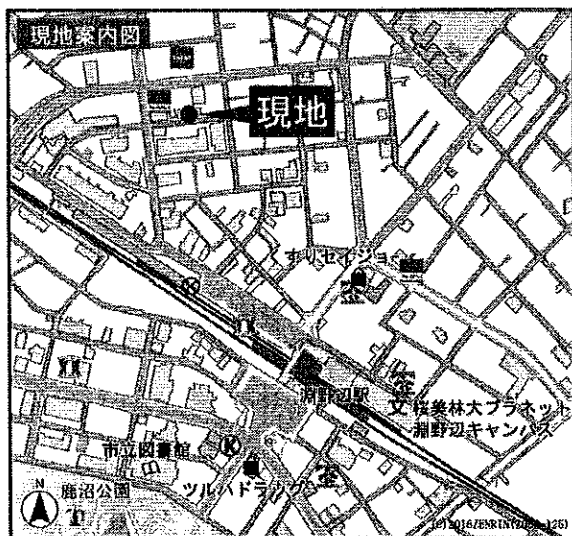 現地案内図
現地
くすりセイジョー
淵野辺駅
文 桜美林大プラネット
淵野辺キャンパス
市立図書館
K
ツルハドラッグ
鹿沼公園
N